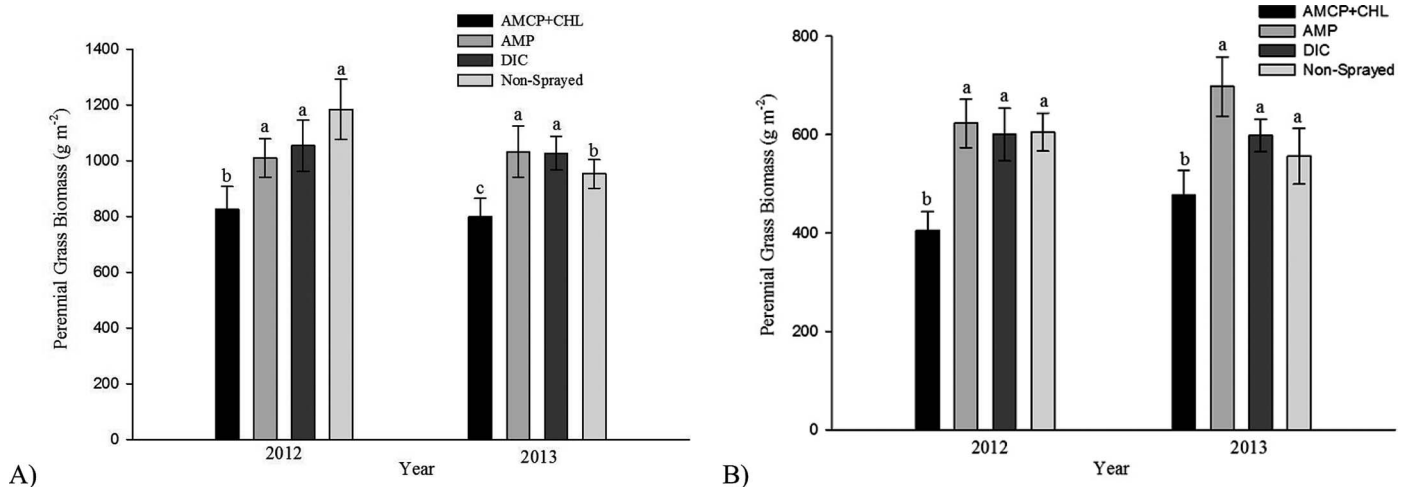 AMCP+CHL
AMP
DIC
Non-Sprayed
Perennial Grass Biomass (g m⁻²)
1400
1200
1000
800
600
400
200
0
b
a
a
a
c
a
a
b
2012
2013
Year
A)
AMCP+CHL
AMP
DIC
Non-Sprayed
Perennial Grass Biomass (g m⁻²)
800
600
400
200
0
b
a
a
a
b
a
a
a
2012
2013
Year
B)